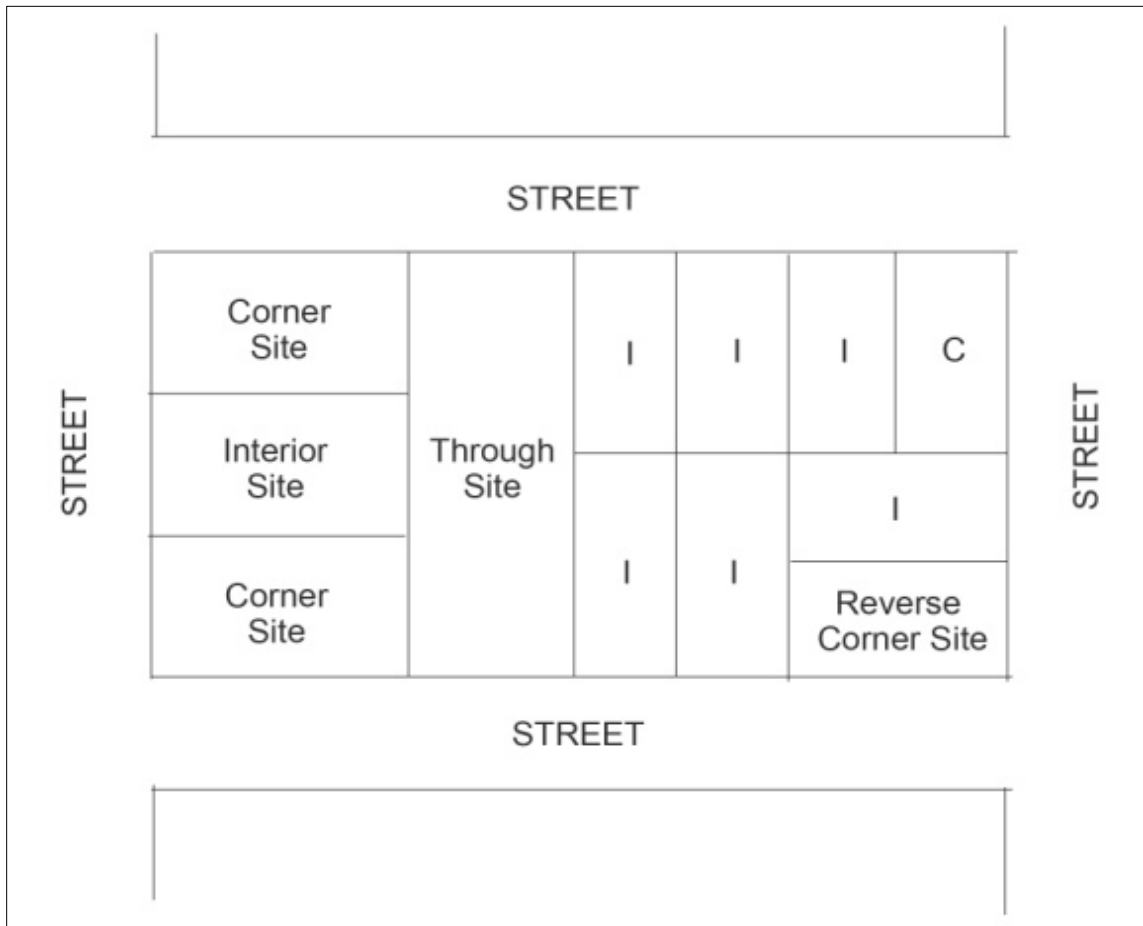 STREET
Corner
Site
I
I
I
C
STREET
Interior
Site
Through
Site
STREET
I
I
I
Corner
Site
Reverse
Corner Site
STREET